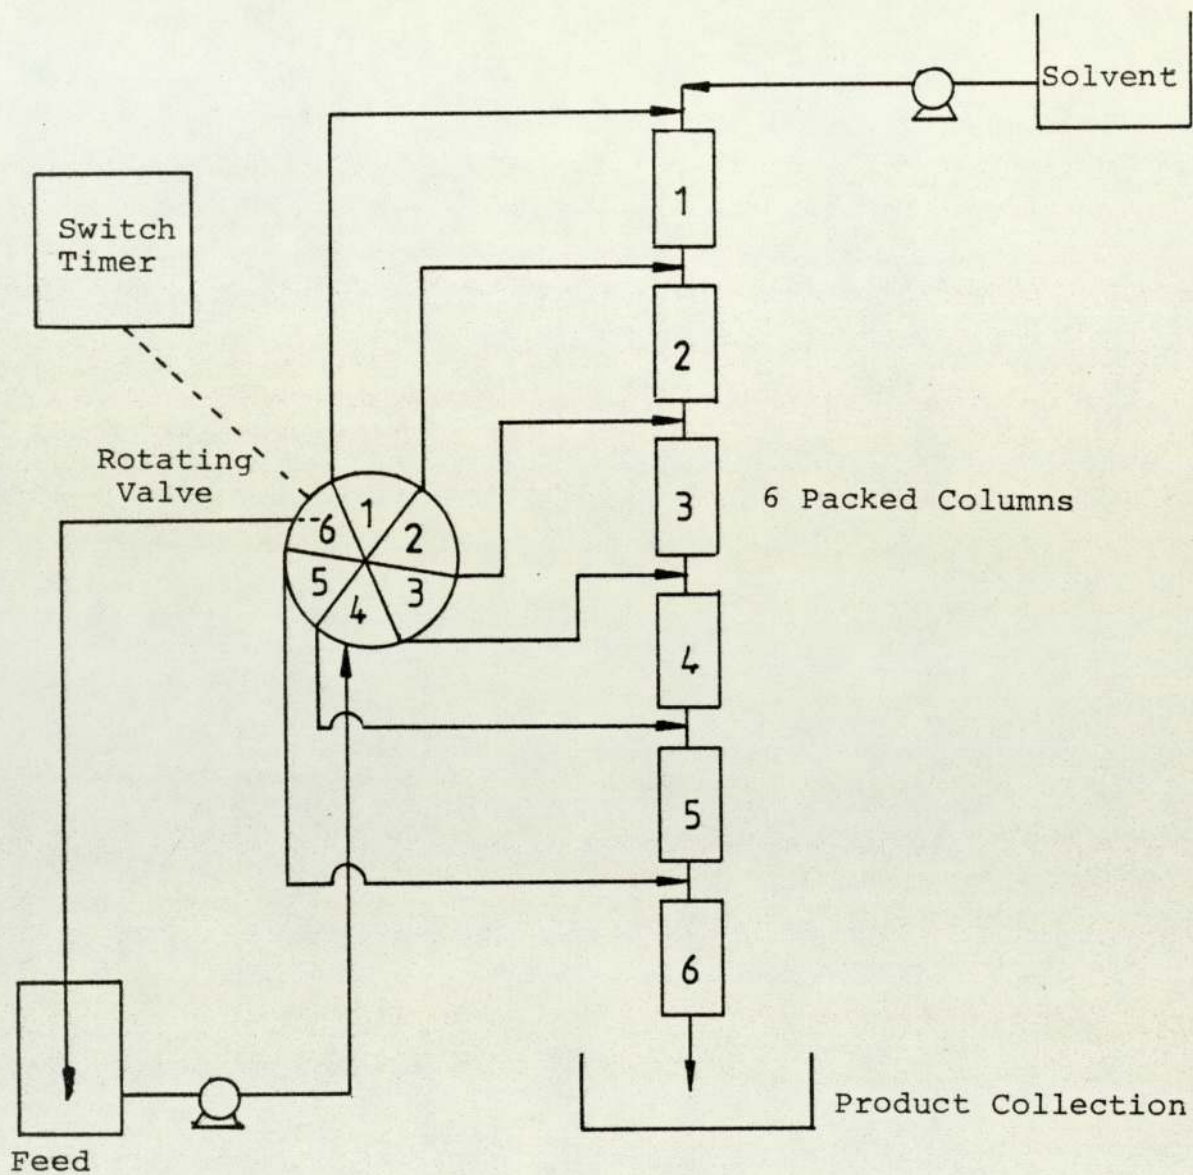 Solvent
1
Switch
Timer
2
Rotating
Valve
1
6 2
5 3
4
3
6 Packed Columns
4
5
6
Product Collection
Feed